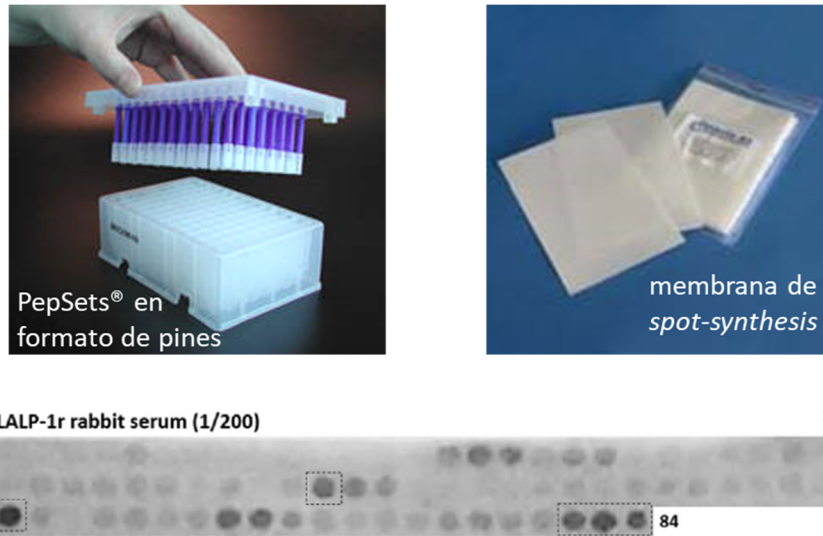 PepSets® en
formato de pines
membrana de
spot-synthesis
LALP-1r rabbit serum (1/200)
84